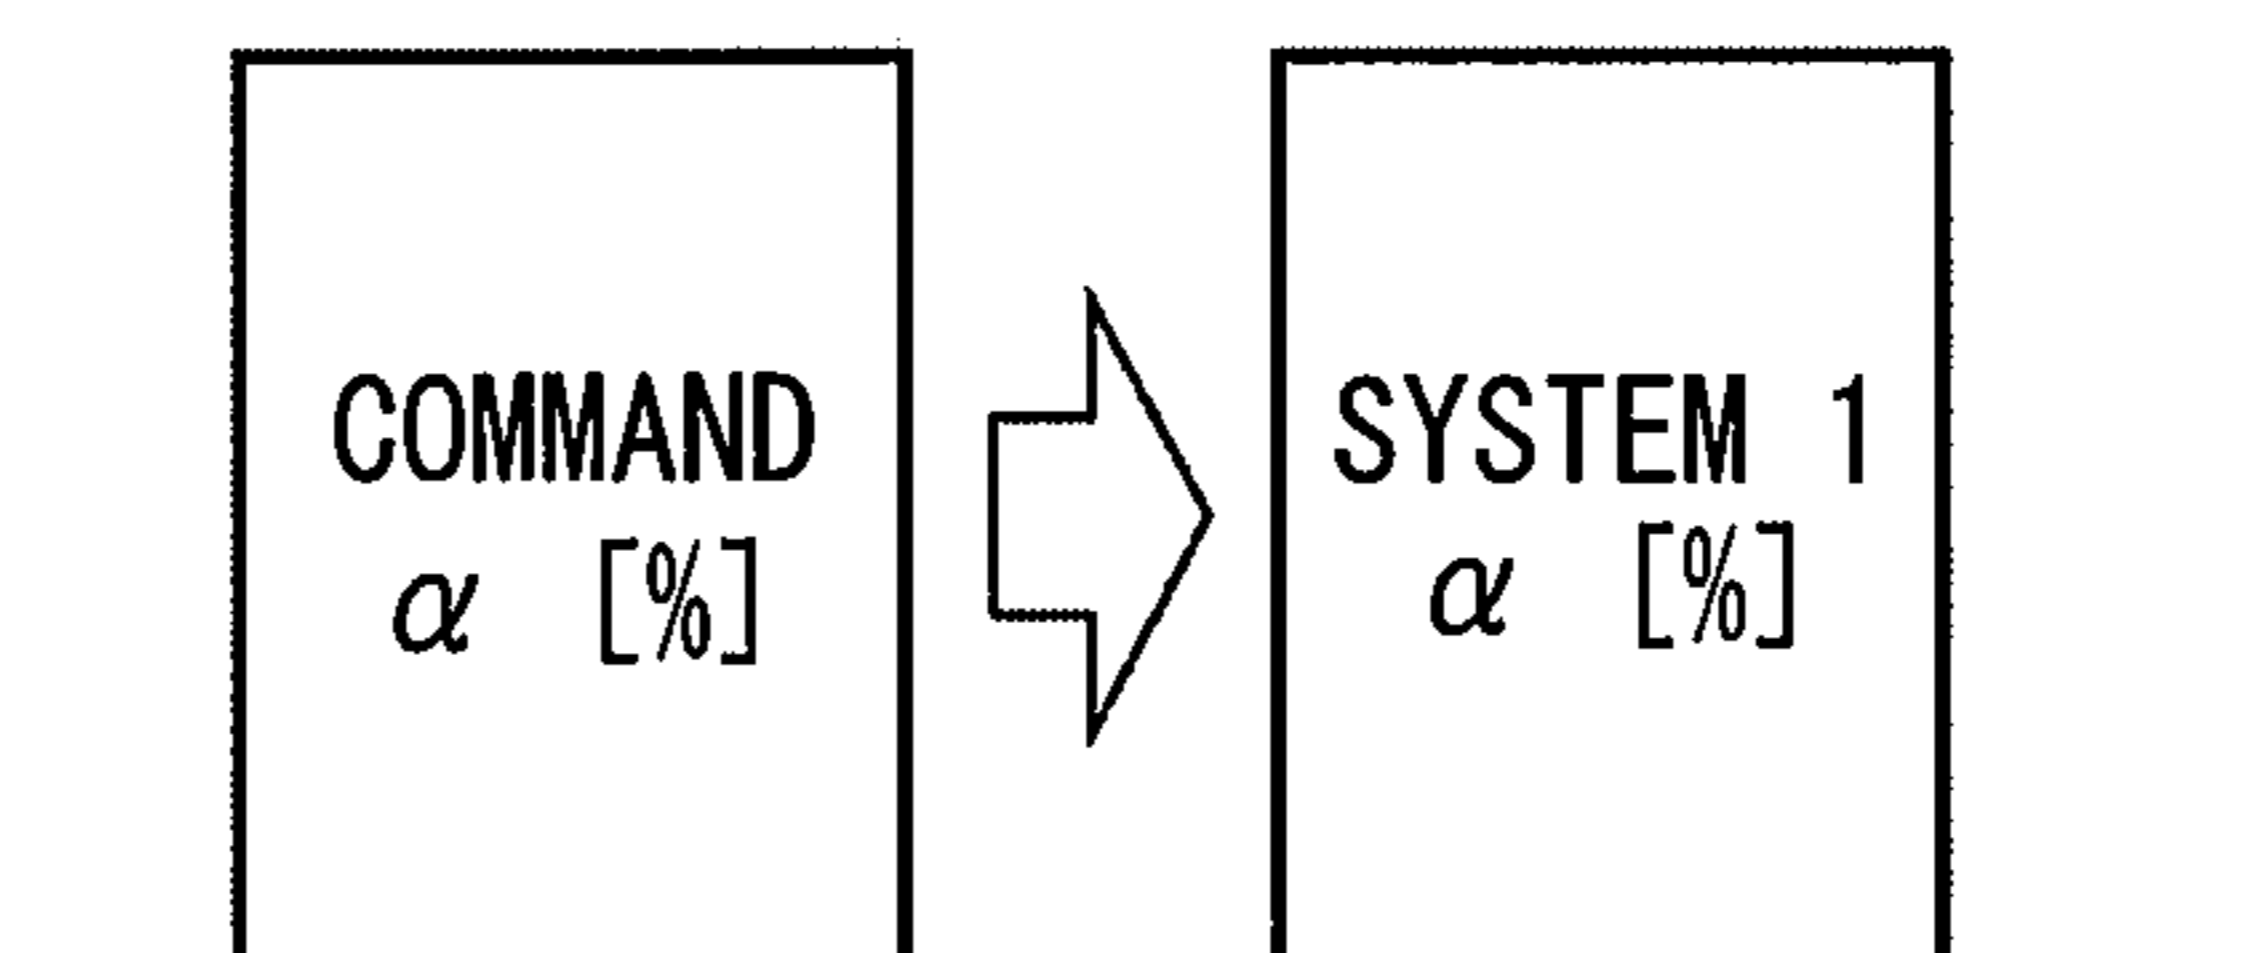 COMMAND
α [%]
SYSTEM 1
α [%]